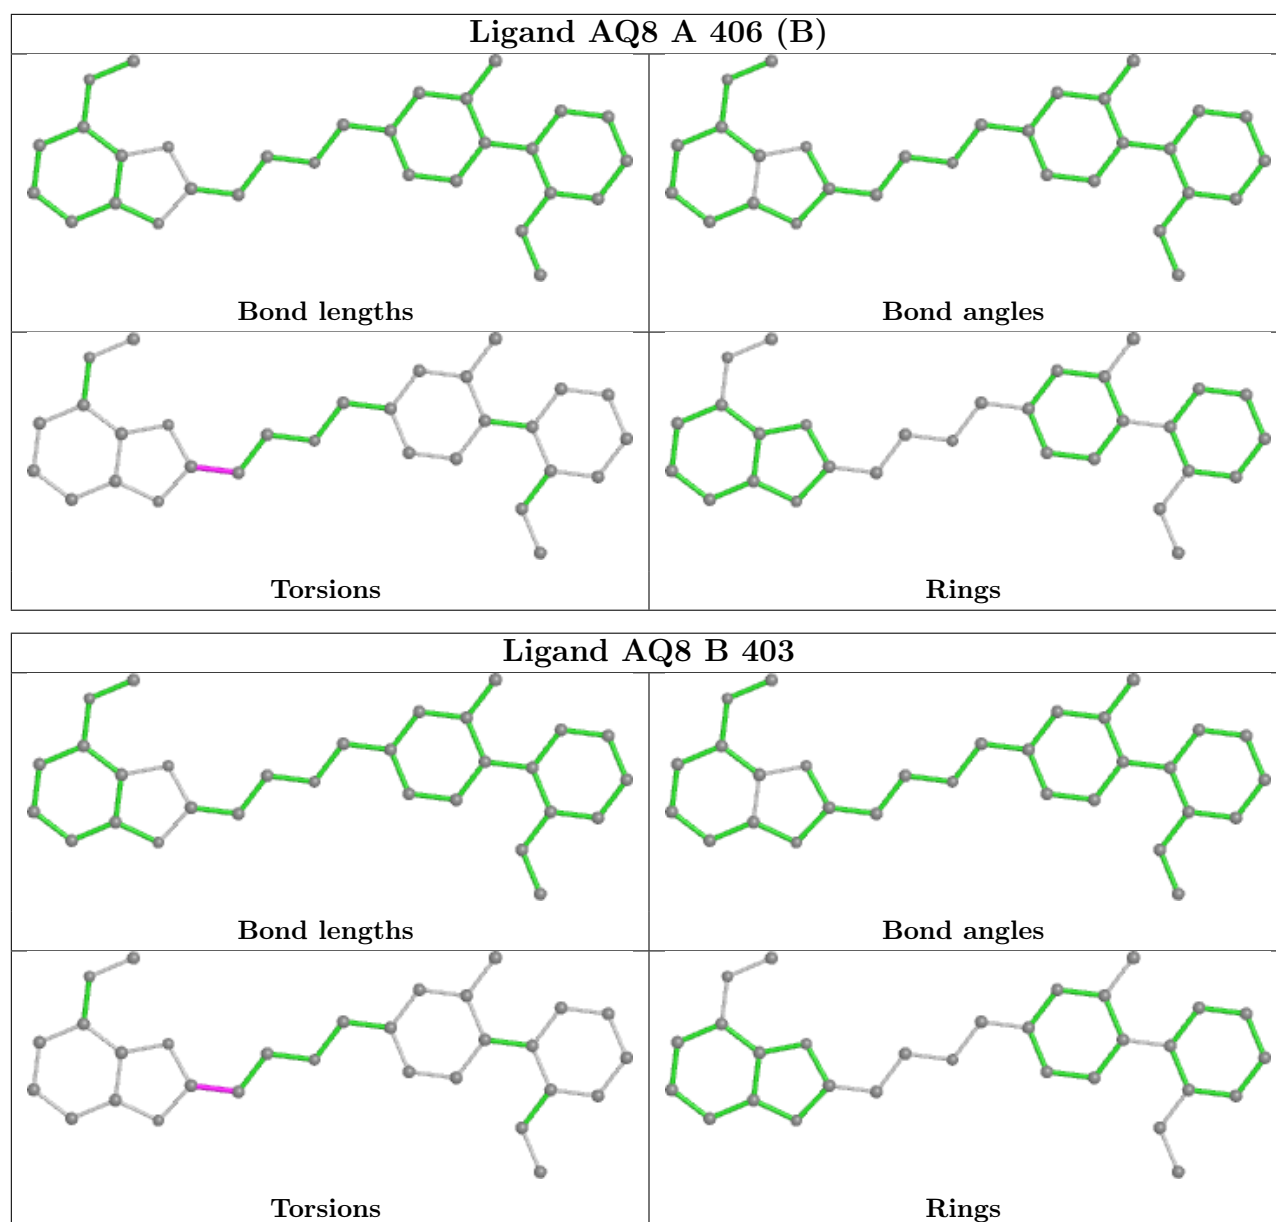 Ligand AQ8 A 406 (B)
Bond lengths
Bond angles
Torsions
Rings
Ligand AQ8 B 403
Bond lengths
Bond angles
Torsions
Rings